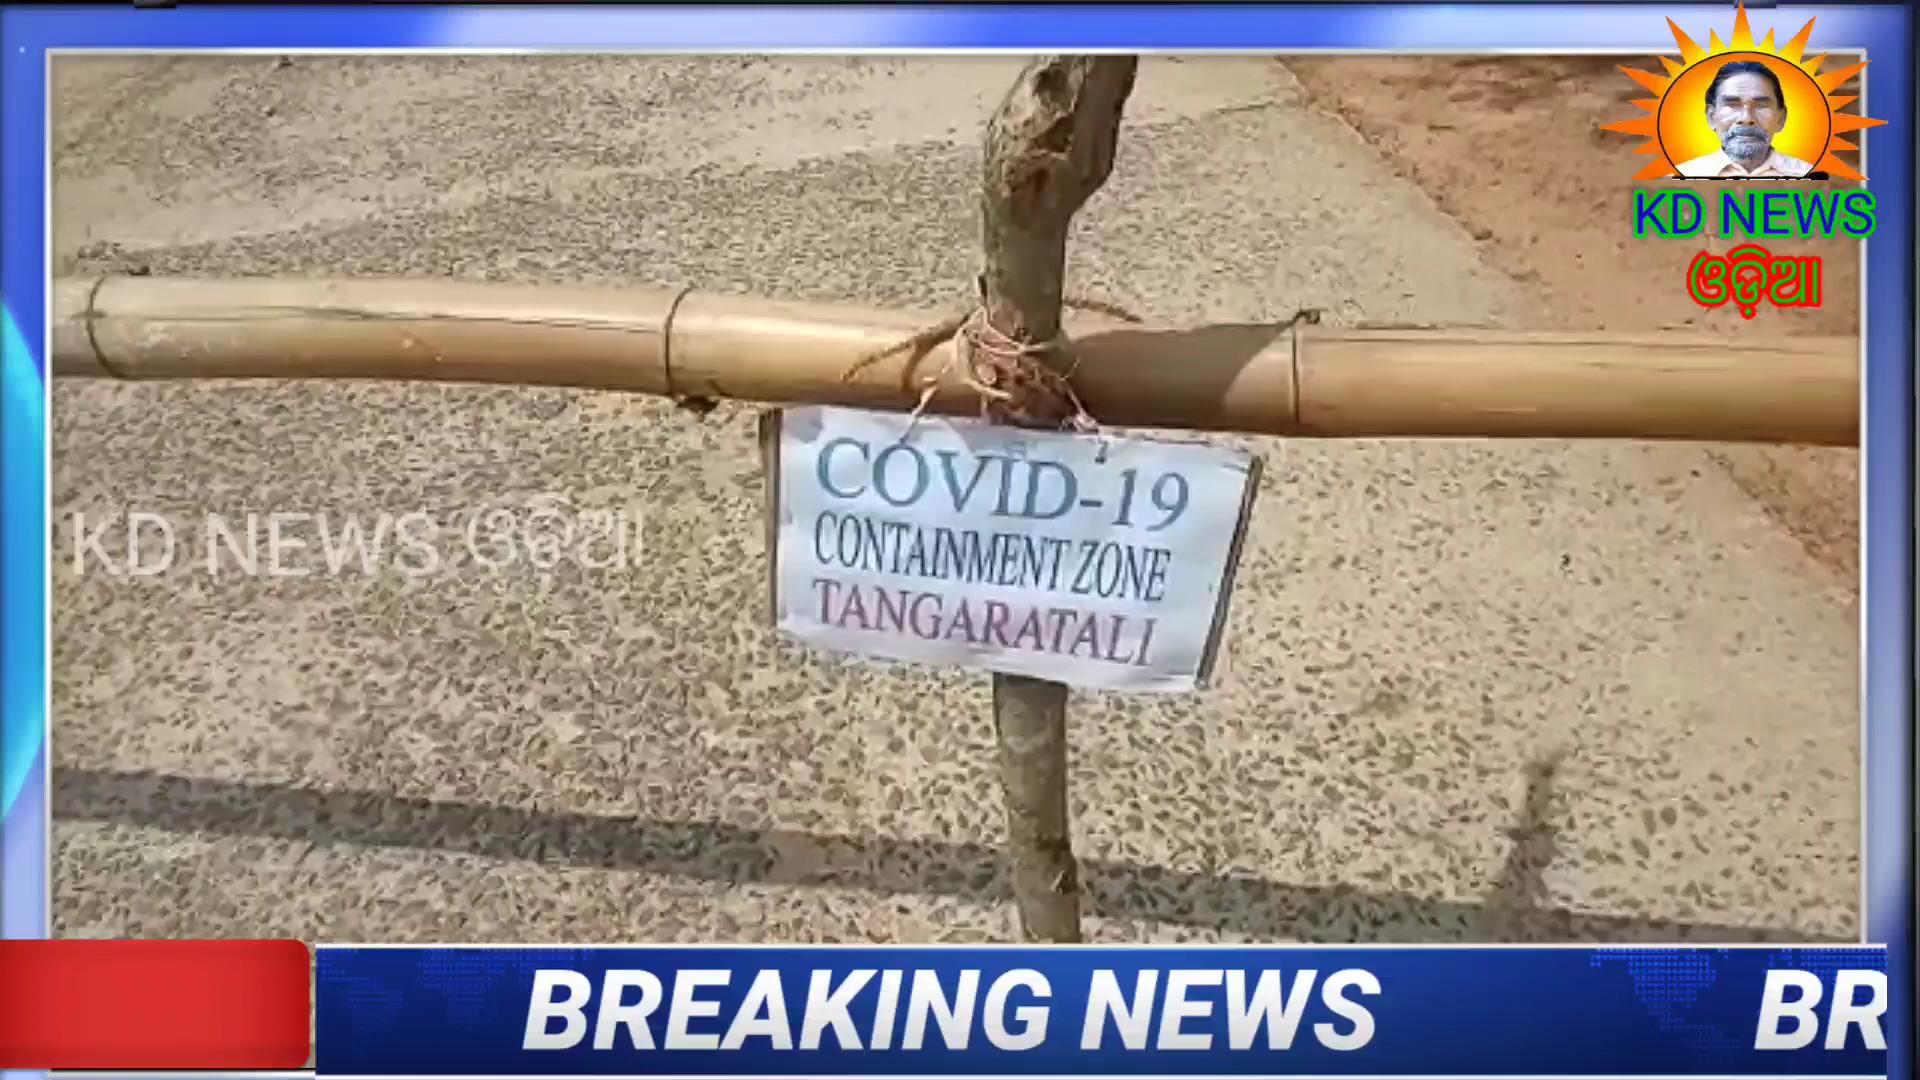 KD NEWS
ଓଡ଼ିଆ
COVID-19
CONTAINMENT ZONE
TANGARATALI
KD NEWS ଓଡ଼ିଆ
BREAKING NEWS
BR